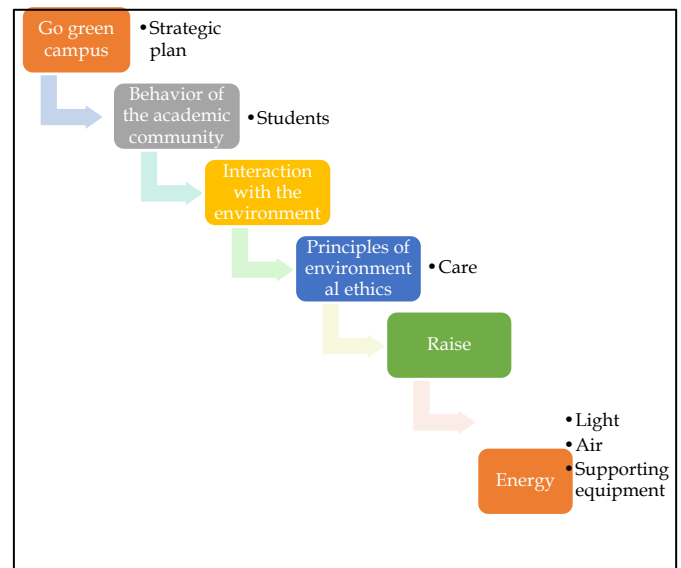 Go green
campus
• Strategic
plan
Behavior of
the academic
community
• Students
Interaction
with the
environment
Principles of
environment
al ethics
• Care
Raise
Energy
• Light
• Air
• Supporting
equipment